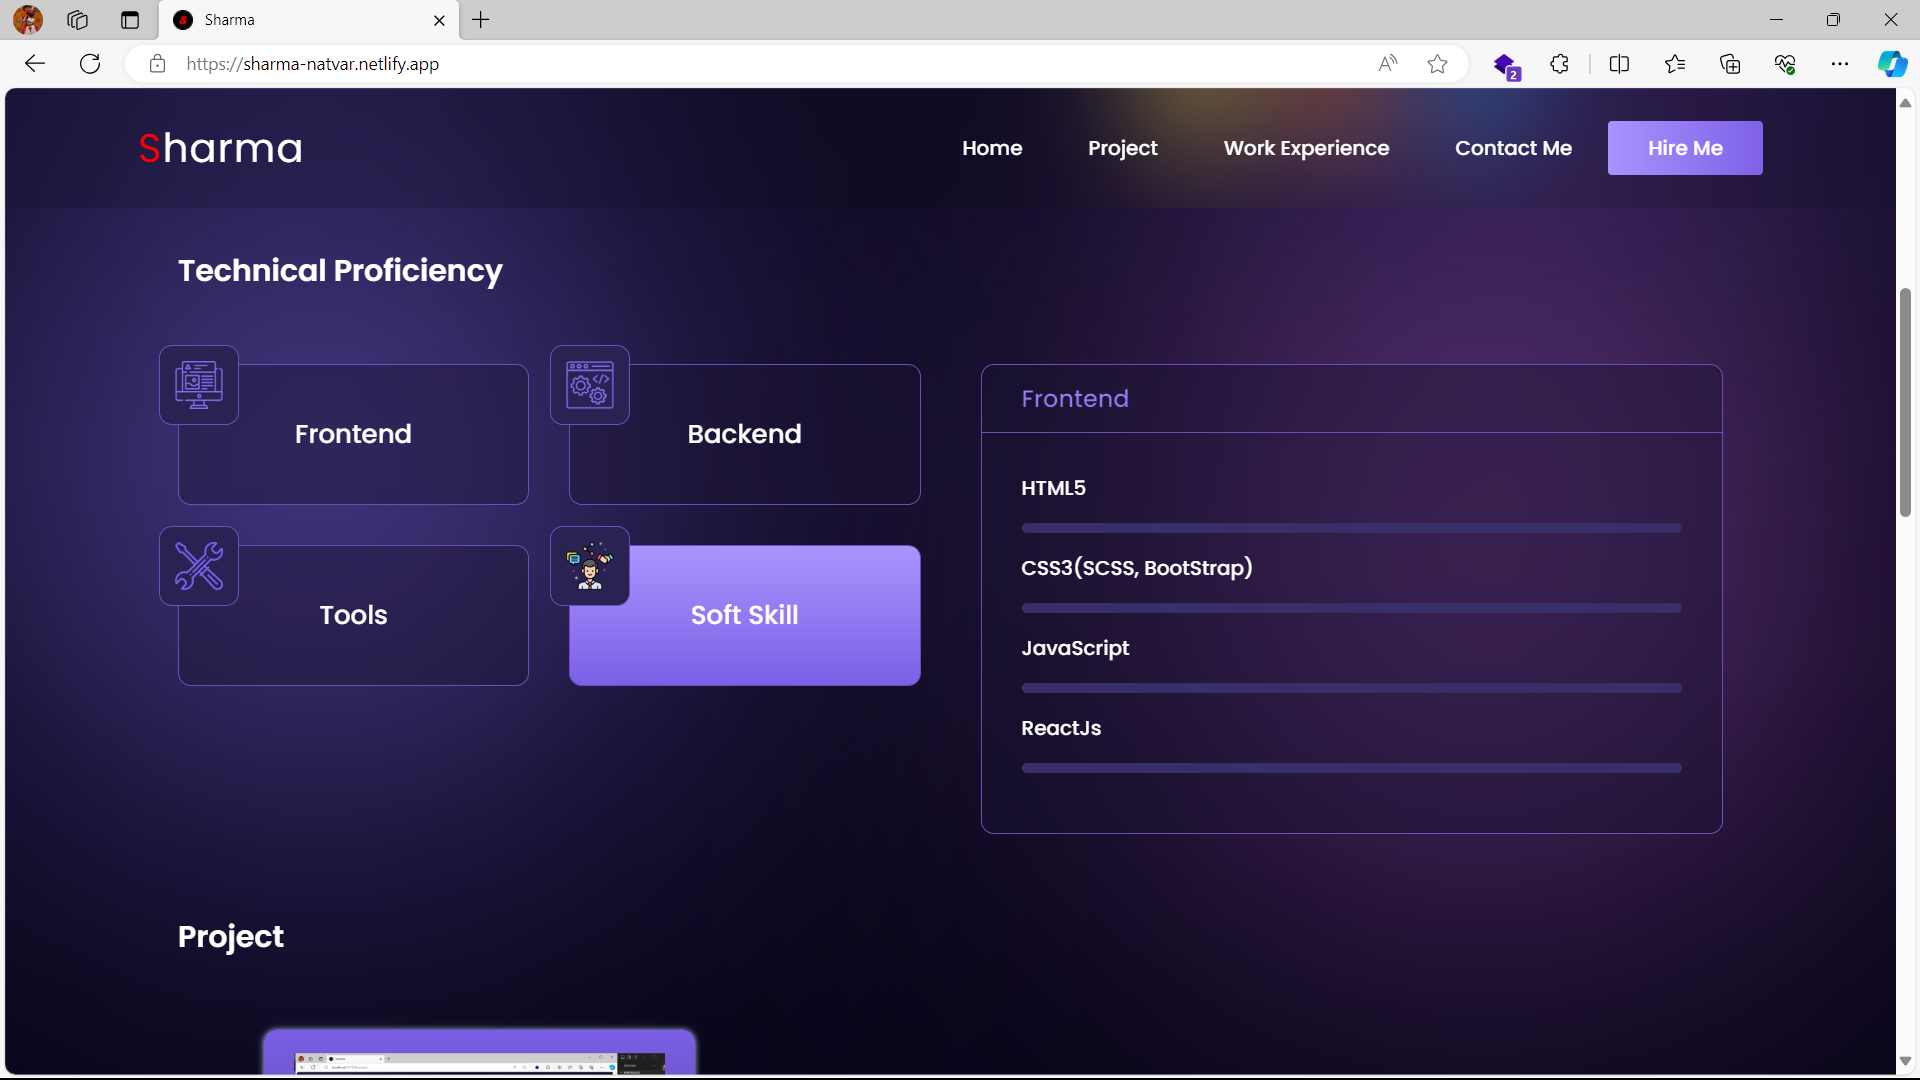 Sharma
https://sharma-natvar.netlify.app
2
Sharma
Home
Project
Work Experience
Contact Me
Hire Me
Technical Proficiency
Frontend
Backend
Tools
Soft Skill
Frontend
HTML5
CSS3(SCSS, BootStrap)
JavaScript
ReactJs
Project